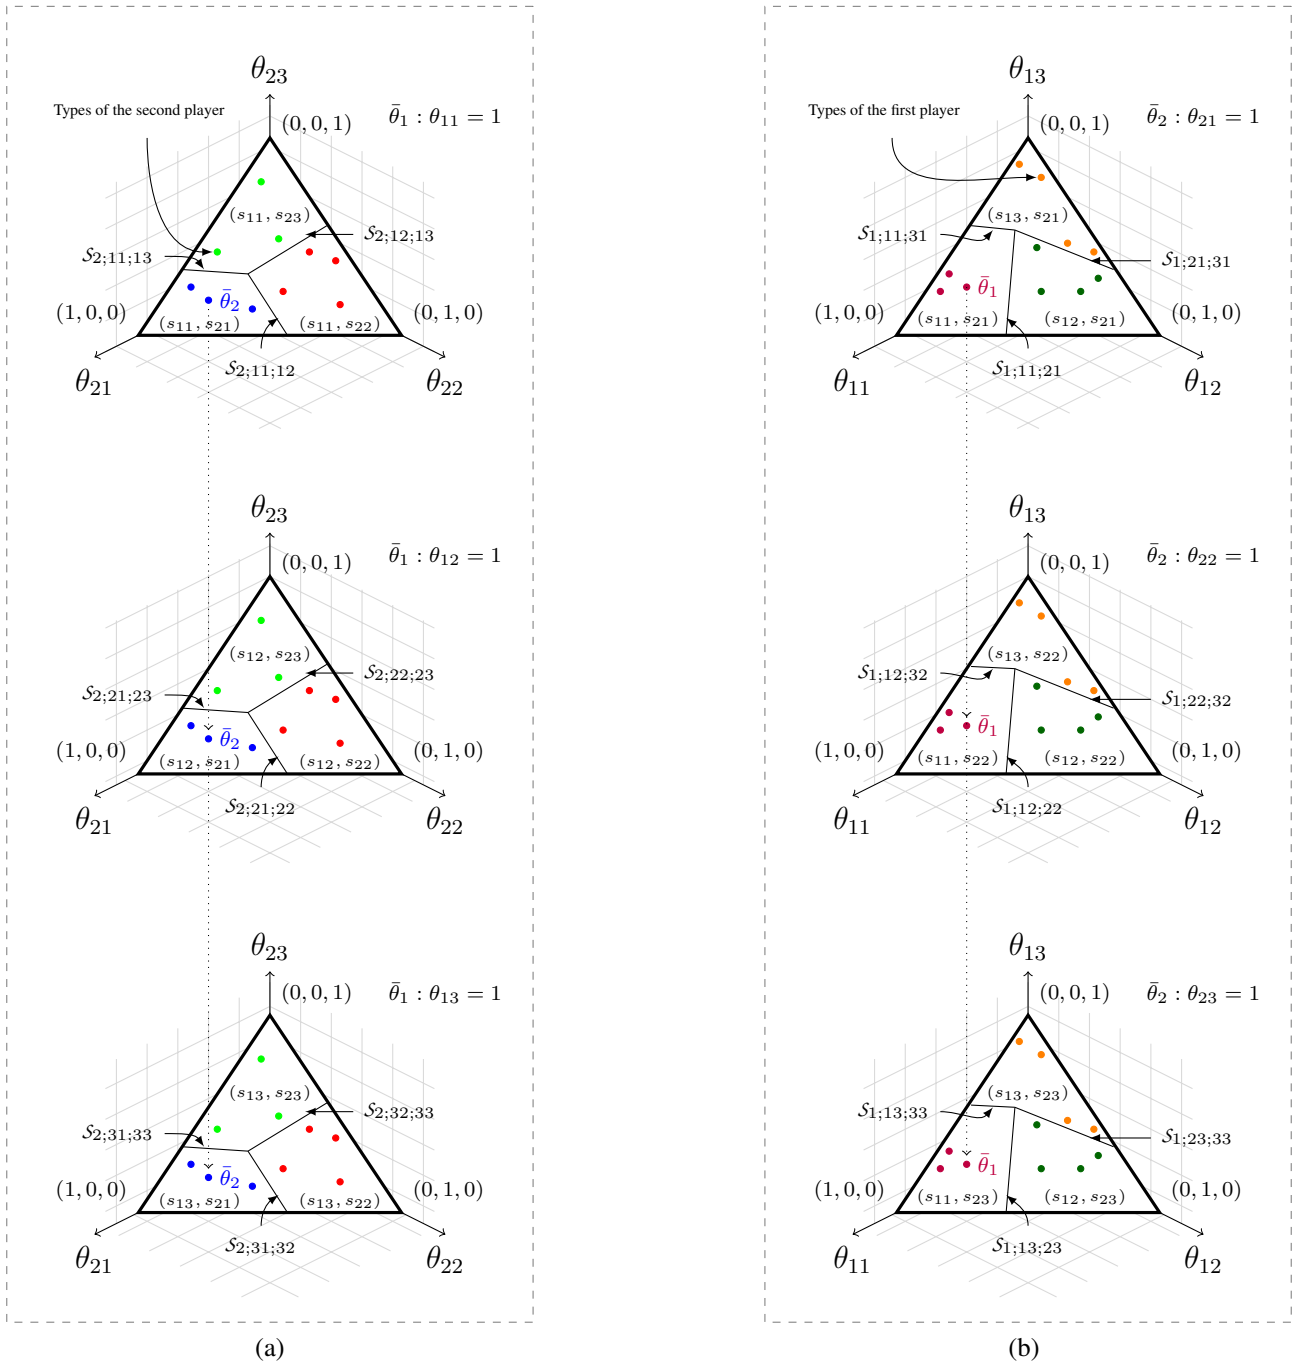 θ₂₃
Types of the second player
(0, 0, 1)
θ̄₁ : θ₁₁ = 1
(s₁₁, s₂₃)
𝒮₂;₁₂;₁₃
𝒮₂;₁₁;₁₃
(1, 0, 0)
θ̄₂
(0, 1, 0)
(s₁₁, s₂₁)
(s₁₁, s₂₂)
𝒮₂;₁₁;₁₂
θ₂₁
θ₂₂
θ₂₃
(0, 0, 1)
θ̄₁ : θ₁₂ = 1
(s₁₂, s₂₃)
𝒮₂;₂₂;₂₃
𝒮₂;₂₁;₂₃
(1, 0, 0)
θ̄₂
(0, 1, 0)
(s₁₂, s₂₁)
(s₁₂, s₂₂)
𝒮₂;₂₁;₂₂
θ₂₁
θ₂₂
θ₂₃
(0, 0, 1)
θ̄₁ : θ₁₃ = 1
(s₁₃, s₂₃)
𝒮₂;₃₂;₃₃
𝒮₂;₃₁;₃₃
(1, 0, 0)
θ̄₂
(0, 1, 0)
(s₁₃, s₂₁)
(s₁₃, s₂₂)
𝒮₂;₃₁;₃₂
θ₂₁
θ₂₂
(a)
θ₁₃
Types of the first player
(0, 0, 1)
θ̄₂ : θ₂₁ = 1
(s₁₃, s₂₁)
𝒮₁;₁₁;₃₁
𝒮₁;₂₁;₃₁
(1, 0, 0)
θ̄₁
(0, 1, 0)
(s₁₁, s₂₁)
(s₁₂, s₂₁)
𝒮₁;₁₁;₂₁
θ₁₁
θ₁₂
θ₁₃
(0, 0, 1)
θ̄₂ : θ₂₂ = 1
(s₁₃, s₂₂)
𝒮₁;₁₂;₃₂
𝒮₁;₂₂;₃₂
(1, 0, 0)
θ̄₁
(0, 1, 0)
(s₁₁, s₂₂)
(s₁₂, s₂₂)
𝒮₁;₁₂;₂₂
θ₁₁
θ₁₂
θ₁₃
(0, 0, 1)
θ̄₂ : θ₂₃ = 1
(s₁₃, s₂₃)
𝒮₁;₁₃;₃₃
𝒮₁;₂₃;₃₃
(1, 0, 0)
θ̄₁
(0, 1, 0)
(s₁₁, s₂₃)
(s₁₂, s₂₃)
𝒮₁;₁₃;₂₃
θ₁₁
θ₁₂
(b)